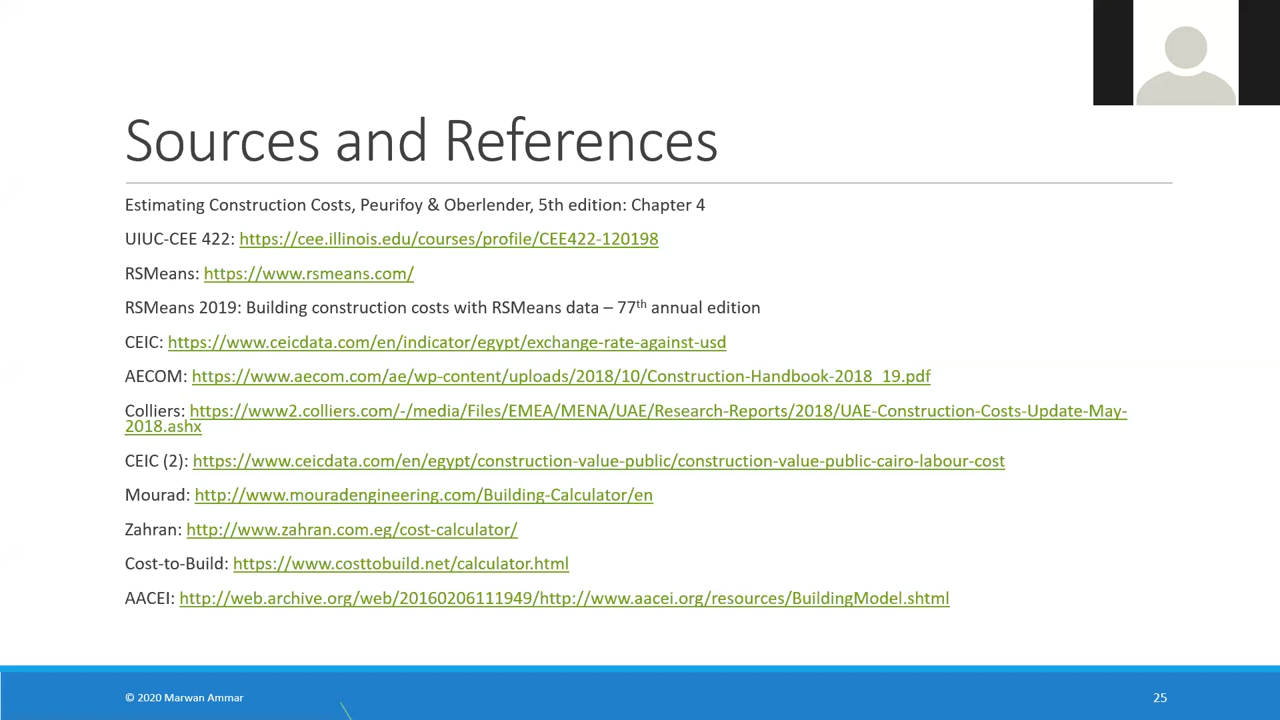 Sources and References
Estimating Construction Costs, Peurifoy & Oberlender, 5th edition: Chapter 4
UIUC-CEE 422: https://cee.illinois.edu/courses/profile/CEE422-120198
RSMeans: https://www.rsmeans.com/
RSMeans 2019: Building construction costs with RSMeans data – 77th annual edition
CEIC: https://www.ceicdata.com/en/indicator/egypt/exchange-rate-against-usd
AECOM: https://www.aecom.com/ae/wp-content/uploads/2018/10/Construction-Handbook-2018_19.pdf
Colliers: https://www2.colliers.com/-/media/Files/EMEA/MENA/UAE/Research-Reports/2018/UAE-Construction-Costs-Update-May-
2018.ashx
CEIC (2): https://www.ceicdata.com/en/egypt/construction-value-public/construction-value-public-cairo-labour-cost
Mourad: http://www.mouradengineering.com/Building-Calculator/en
Zahran: http://www.zahran.com.eg/cost-calculator/
Cost-to-Build: https://www.costtobuild.net/calculator.html
AACEI: http://web.archive.org/web/20160206111949/http://www.aacei.org/resources/BuildingModel.shtml
© 2020 Marwan Ammar
25